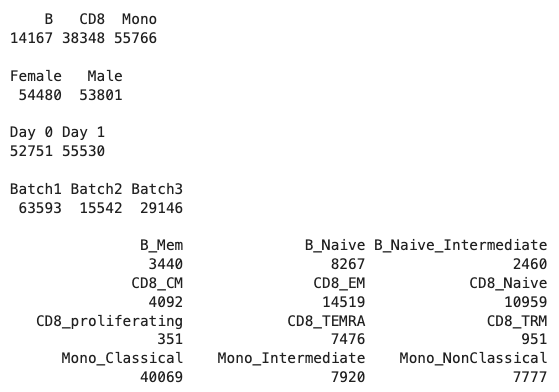 B CD8 Mono
14167 38348 55766
Female Male
54480 53801
Day 0 Day 1
52751 55530
Batch1 Batch2 Batch3
63593 15542 29146
B_Mem B_Naive B_Naive_Intermediate
3440 8267 2460
CD8_CM CD8_EM CD8_Naive
4092 14519 10959
CD8_proliferating CD8_TEMRA CD8_TRM
351 7476 951
Mono_Classical Mono_Intermediate Mono_NonClassical
40069 7920 7777